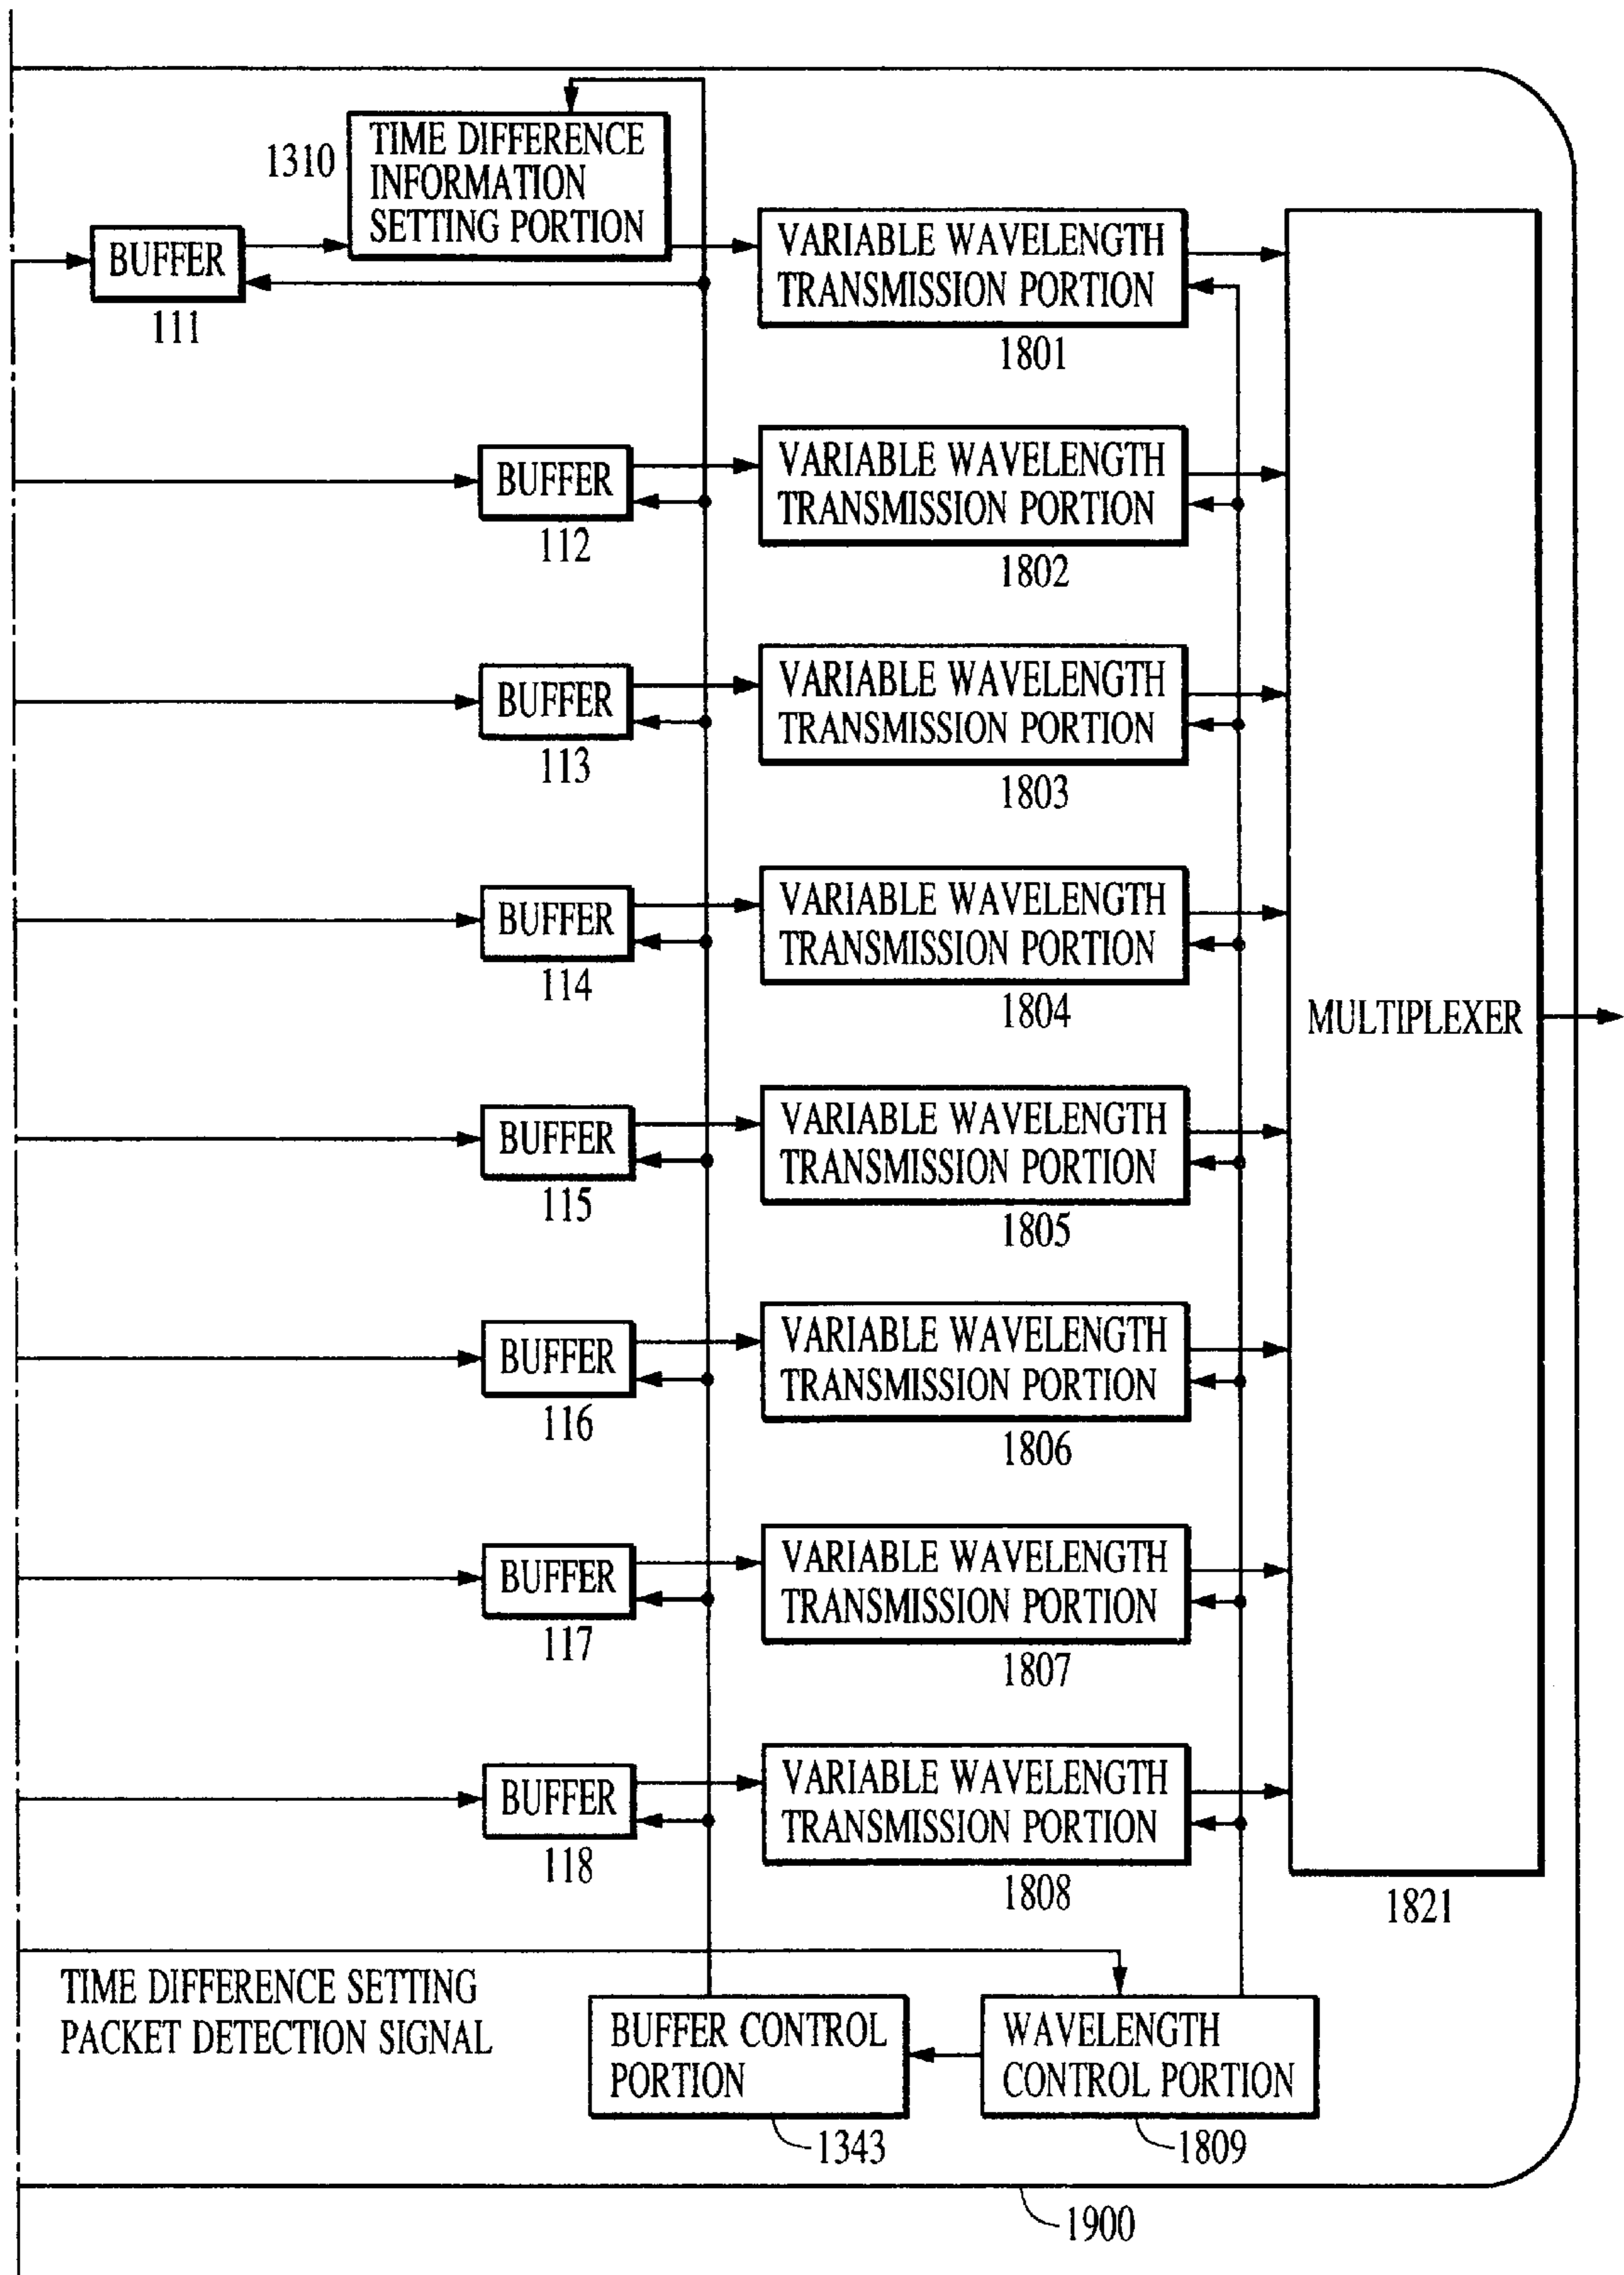 TIME DIFFERENCE
INFORMATION
SETTING PORTION
1310
BUFFER
111
VARIABLE WAVELENGTH
TRANSMISSION PORTION
1801
BUFFER
112
VARIABLE WAVELENGTH
TRANSMISSION PORTION
1802
BUFFER
113
VARIABLE WAVELENGTH
TRANSMISSION PORTION
1803
BUFFER
114
VARIABLE WAVELENGTH
TRANSMISSION PORTION
1804
MULTIPLEXER
BUFFER
115
VARIABLE WAVELENGTH
TRANSMISSION PORTION
1805
BUFFER
116
VARIABLE WAVELENGTH
TRANSMISSION PORTION
1806
BUFFER
117
VARIABLE WAVELENGTH
TRANSMISSION PORTION
1807
BUFFER
118
VARIABLE WAVELENGTH
TRANSMISSION PORTION
1808
1821
TIME DIFFERENCE SETTING
PACKET DETECTION SIGNAL
BUFFER CONTROL
PORTION
1343
WAVELENGTH
CONTROL PORTION
1809
1900